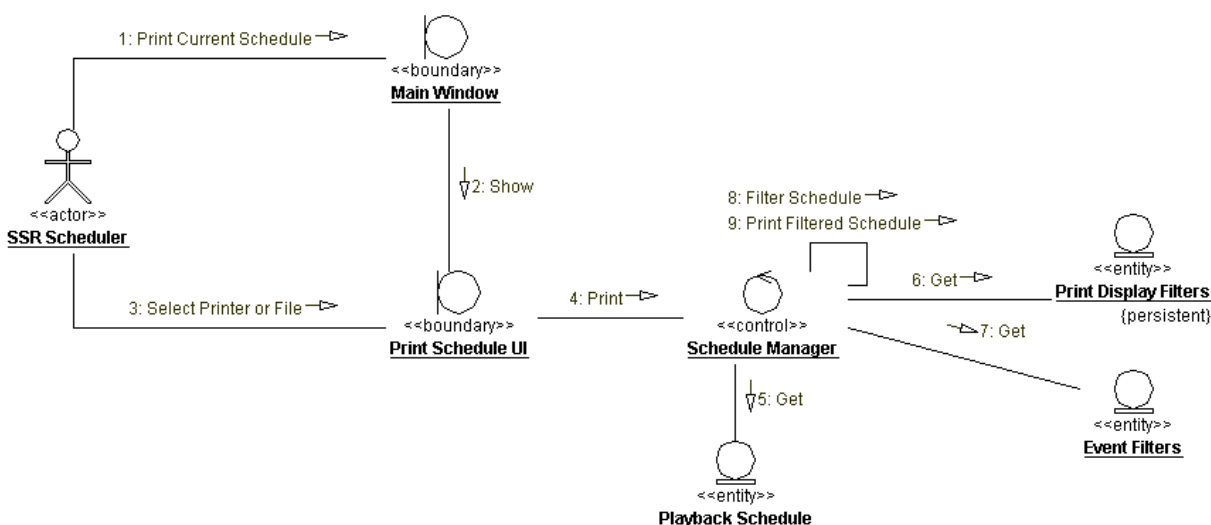 1: Print Current Schedule
<<boundary>>
Main Window
2: Show
<<actor>>
SSR Scheduler
8: Filter Schedule
9: Print Filtered Schedule
<<entity>>
Print Display Filters
{persistent}
3: Select Printer or File
<<boundary>>
Print Schedule UI
4: Print
<<control>>
Schedule Manager
6: Get
7: Get
5: Get
<<entity>>
Event Filters
<<entity>>
Playback Schedule